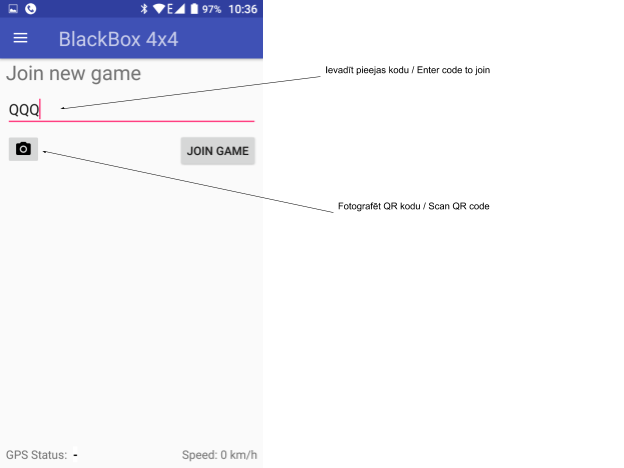 E 97% 10:36
BlackBox 4x4
Join new game
Ievadīt pieejas kodu / Enter code to join
QQQ
JOIN GAME
Fotografēt QR kodu / Scan QR code
GPS Status: - Speed: 0 km/h